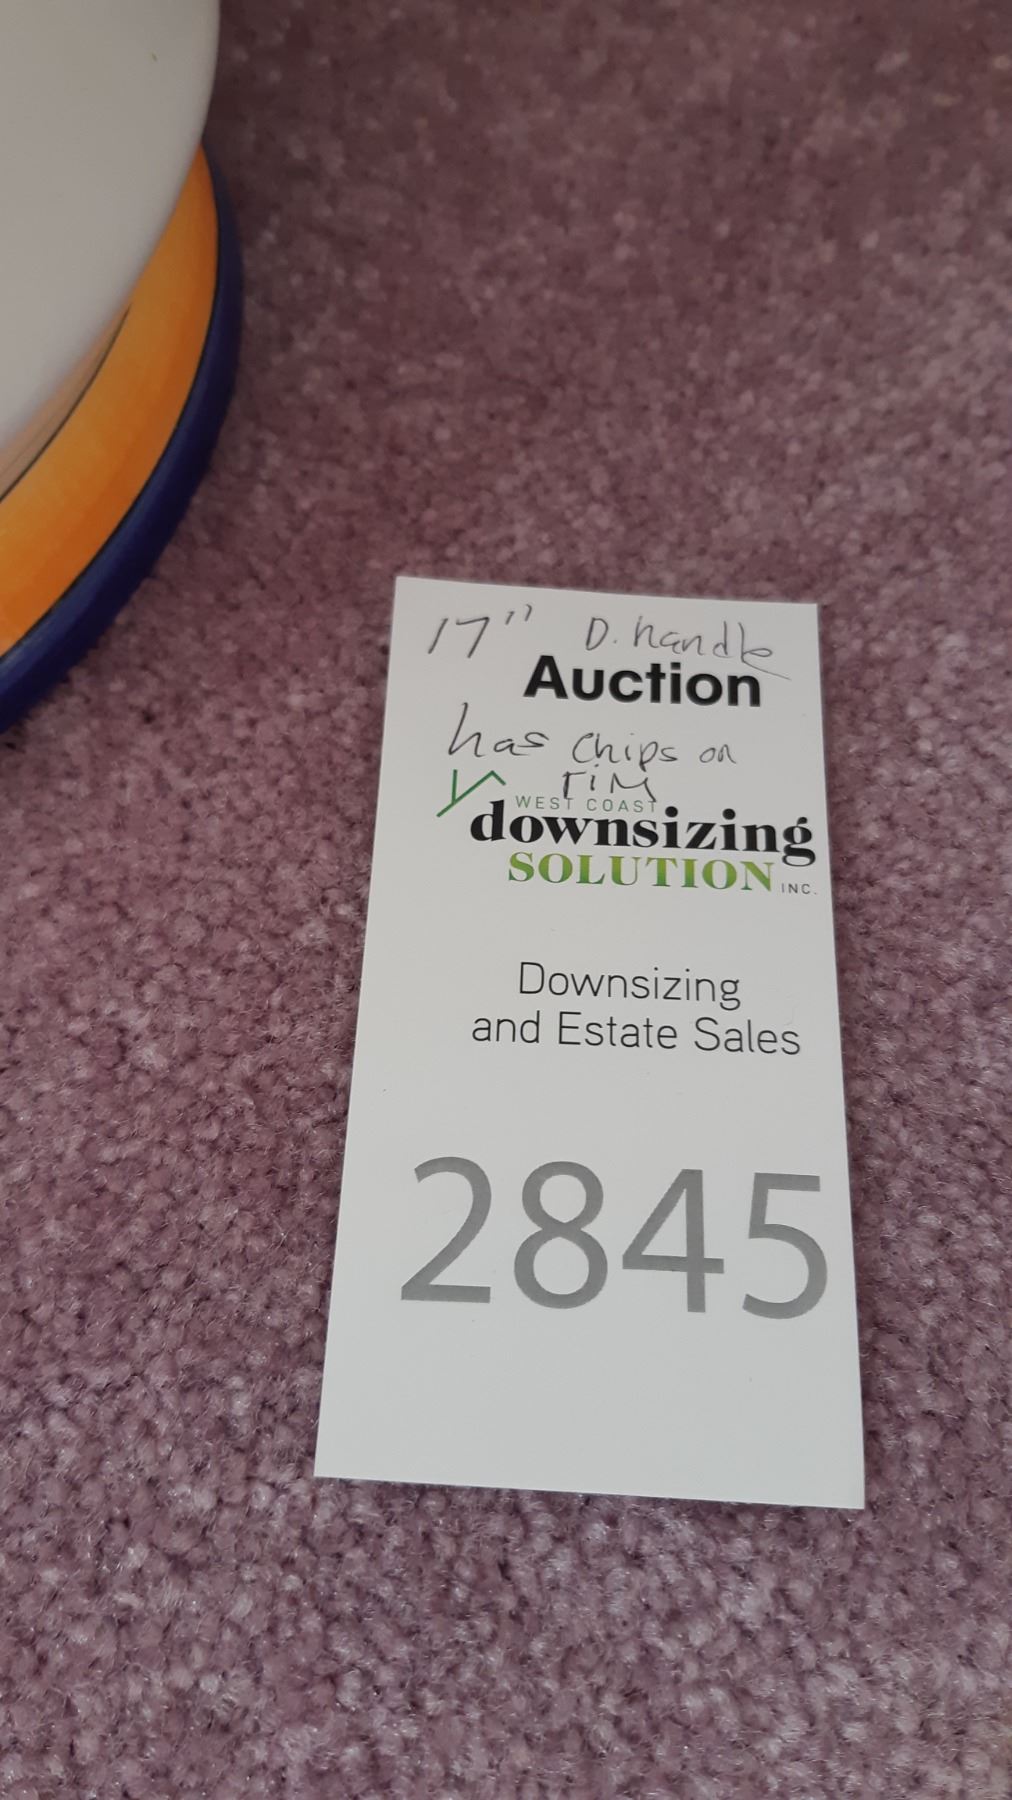 17" D. handle
Auction
has chips on
rim
WEST COAST
downsizing
SOLUTION INC.
Downsizing
and Estate Sales
2845